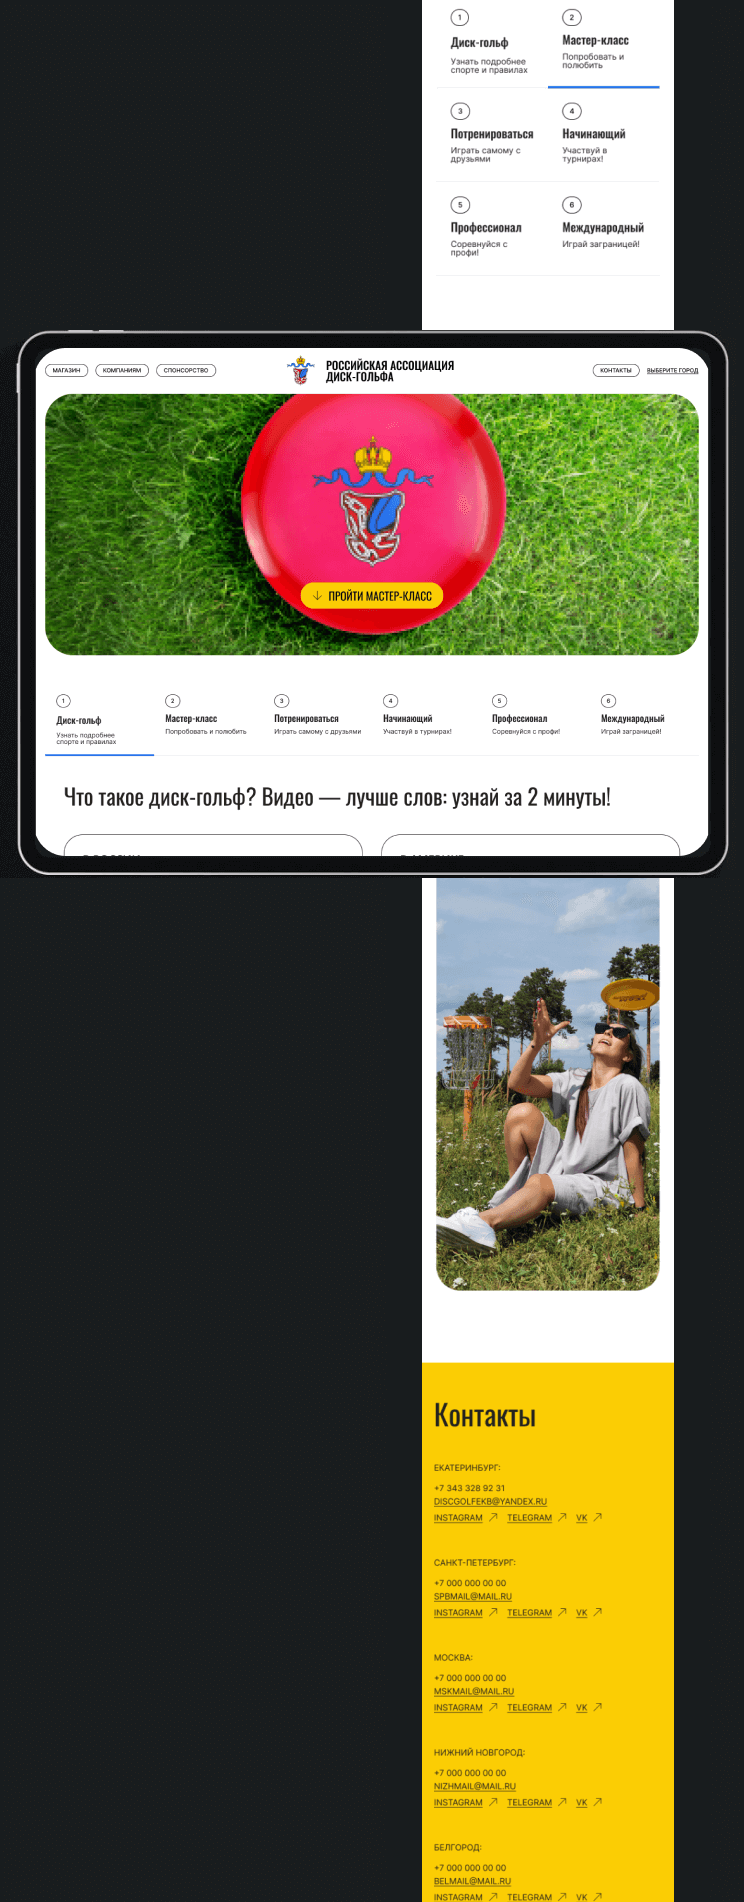 1
Диск-гольф
Узнать подробнее
спорте и правилах
2
Мастер-класс
Попробовать и
полюбить
3
Потренироваться
Играть самому с
друзьями
4
Начинающий
Участвуй в
турнирах!
5
Профессионал
Соревнуйся с
профи!
6
Международный
Играй заграницей!
МАГАЗИН
КОМПАНИЯМ
СПОНСОРСТВО
РОССИЙСКАЯ АССОЦИАЦИЯ
ДИСК-ГОЛЬФА
КОНТАКТЫ
ВЫБЕРИТЕ ГОРОД
ПРОЙТИ МАСТЕР-КЛАСС
1
Диск-гольф
Узнать подробнее
спорте и правилах
2
Мастер-класс
Попробовать и полюбить
3
Потренироваться
Играть самому с друзьями
4
Начинающий
Участвуй в турнирах!
5
Профессионал
Соревнуйся с профи!
6
Международный
Играй заграницей!
Что такое диск-гольф? Видео — лучше слов: узнай за 2 минуты!
Контакты
ЕКАТЕРИНБУРГ:
+7 343 328 92 31
DISCGOLFEKB@YANDEX.RU
INSTAGRAM TELEGRAM VK
САНКТ-ПЕТЕРБУРГ:
+7 000 000 00 00
SPBMAIL@MAIL.RU
INSTAGRAM TELEGRAM VK
МОСКВА:
+7 000 000 00 00
MSKMAIL@MAIL.RU
INSTAGRAM TELEGRAM VK
НИЖНИЙ НОВГОРОД:
+7 000 000 00 00
NIZHMAIL@MAIL.RU
INSTAGRAM TELEGRAM VK
БЕЛГОРОД:
+7 000 000 00 00
BELMAIL@MAIL.RU
INSTAGRAM TELEGRAM VK